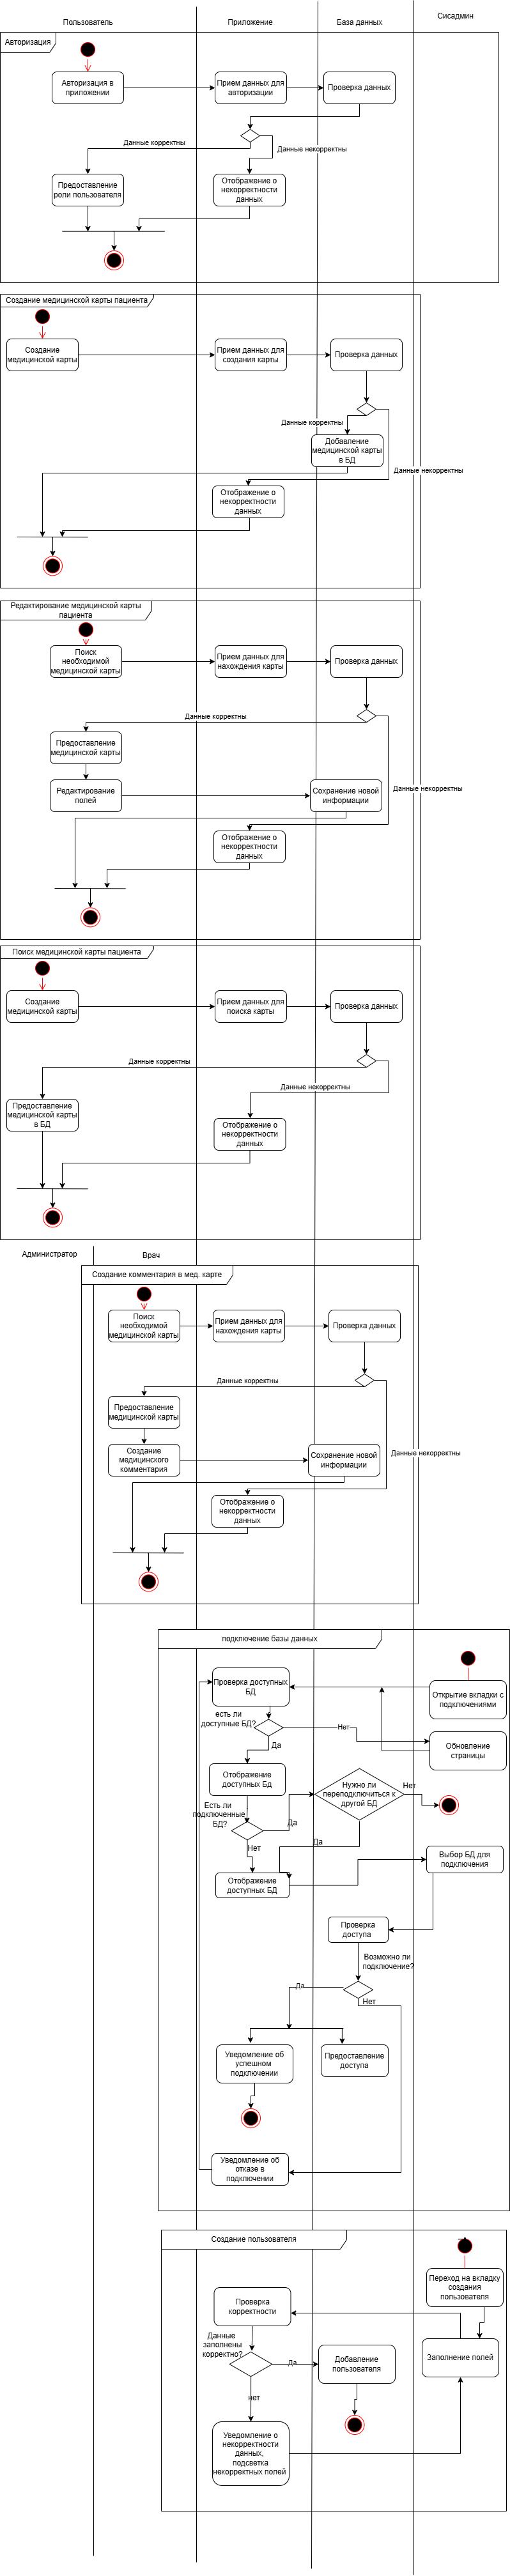 Пользователь
Приложение
База данных
Сисадмин
Авторизация
Авторизация в
приложении
Прием данных для
авторизации
Проверка данных
Данные корректны
Данные некорректны
Предоставление
роли пользователя
Отображение о
некорректности
данных
Создание медицинской карты пациента
Создание
медицинской карты
Прием данных для
создания карты
Проверка данных
Данные корректны
Добавление
медицинской карты
в БД
Данные некорректны
Отображение о
некорректности
данных
Редактирование медицинской карты
пациента
Поиск
необходимой
медицинской карты
Прием данных для
нахождения карты
Проверка данных
Данные корректны
Предоставление
медицинской карты
Данные некорректны
Редактирование
полей
Сохранение новой
информации
Отображение о
некорректности
данных
Поиск медицинской карты пациента
Создание
медицинской карты
Прием данных для
поиска карты
Проверка данных
Данные корректны
Данные некорректны
Предоставление
медицинской карты
в БД
Отображение о
некорректности
данных
Администратор
Врач
Создание комментария в мед. карте
Поиск
необходимой
медицинской карты
Прием данных для
нахождения карты
Проверка данных
Данные корректны
Предоставление
медицинской карты
Данные некорректны
Создание
медицинского
комментария
Сохранение новой
информации
Отображение о
некорректности
данных
подключение базы данных
Проверка доступных
БД
Открытие вкладки с
подключениями
есть ли
доступные БД?
Нет
Да
Обновление
страницы
Отображение
доступных Бд
Нужно ли
переподключиться к
другой БД
Нет
Есть ли
подключенные
БД?
Да
Да
Нет
Отображение
доступных БД
Выбор БД для
подключения
Проверка
доступа
Возможно ли
подключение?
Да
Нет
Уведомление об
успешном
подключении
Предоставление
доступа
Уведомление об
отказе в
подключении
Создание пользователя
Переход на вкладку
создания
пользователя
Проверка
корректности
Данные
заполнены
корректно?
Да
Добавление
пользователя
Заполнение полей
нет
Уведомление о
некорректности
данных,
подсветка
некорректных полей